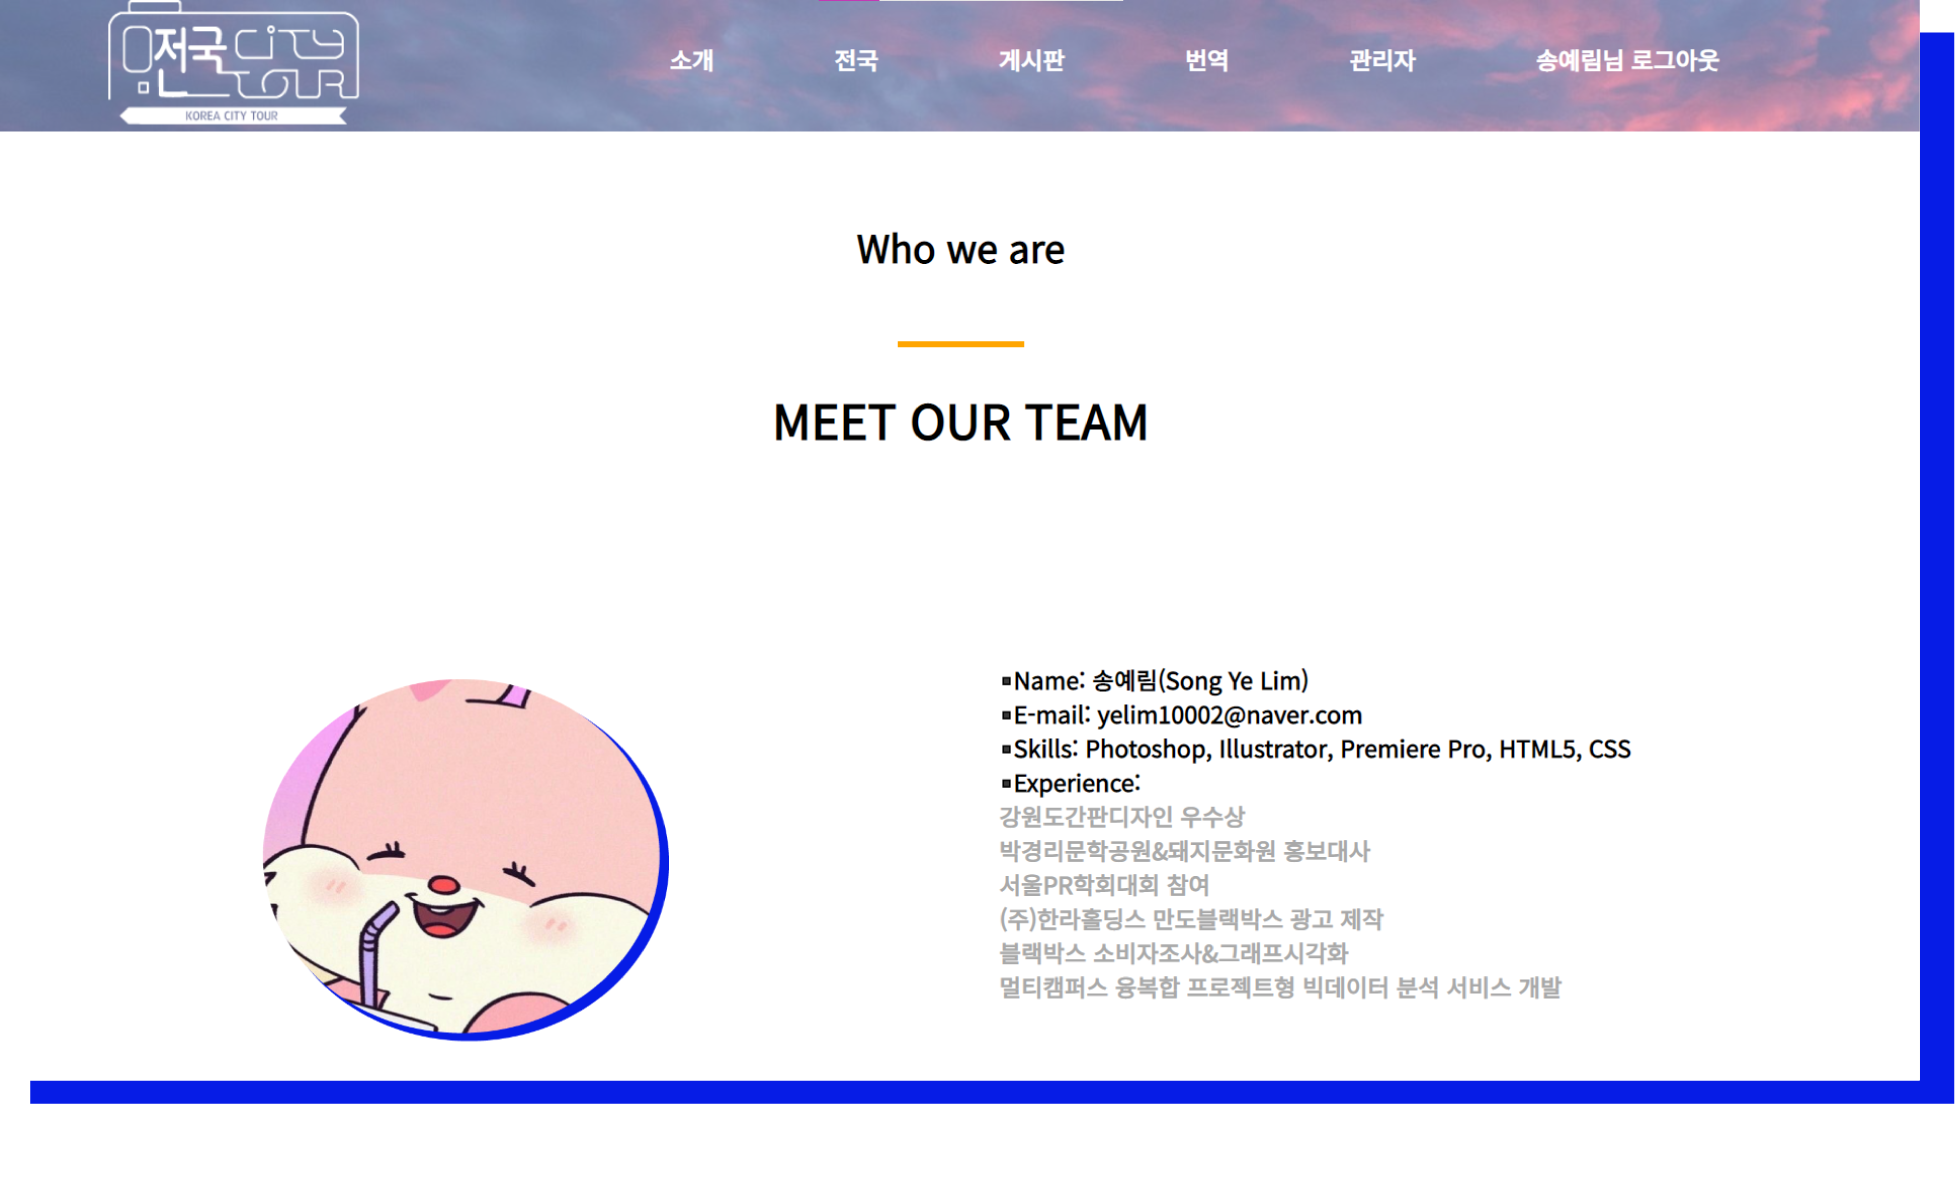 전국 CITY
TOUR
KOREA CITY TOUR
소개 전국 게시판 번역 관리자 송예림님 로그아웃
Who we are
MEET OUR TEAM
▪Name: 송예림(Song Ye Lim)
▪E-mail: yelim10002@naver.com
▪Skills: Photoshop, Illustrator, Premiere Pro, HTML5, CSS
▪Experience:
강원도간판디자인 우수상
박경리문학공원&돼지문화원 홍보대사
서울PR학회대회 참여
(주)한라홀딩스 만도블랙박스 광고 제작
블랙박스 소비자조사&그래프시각화
멀티캠퍼스 융복합 프로젝트형 빅데이터 분석 서비스 개발